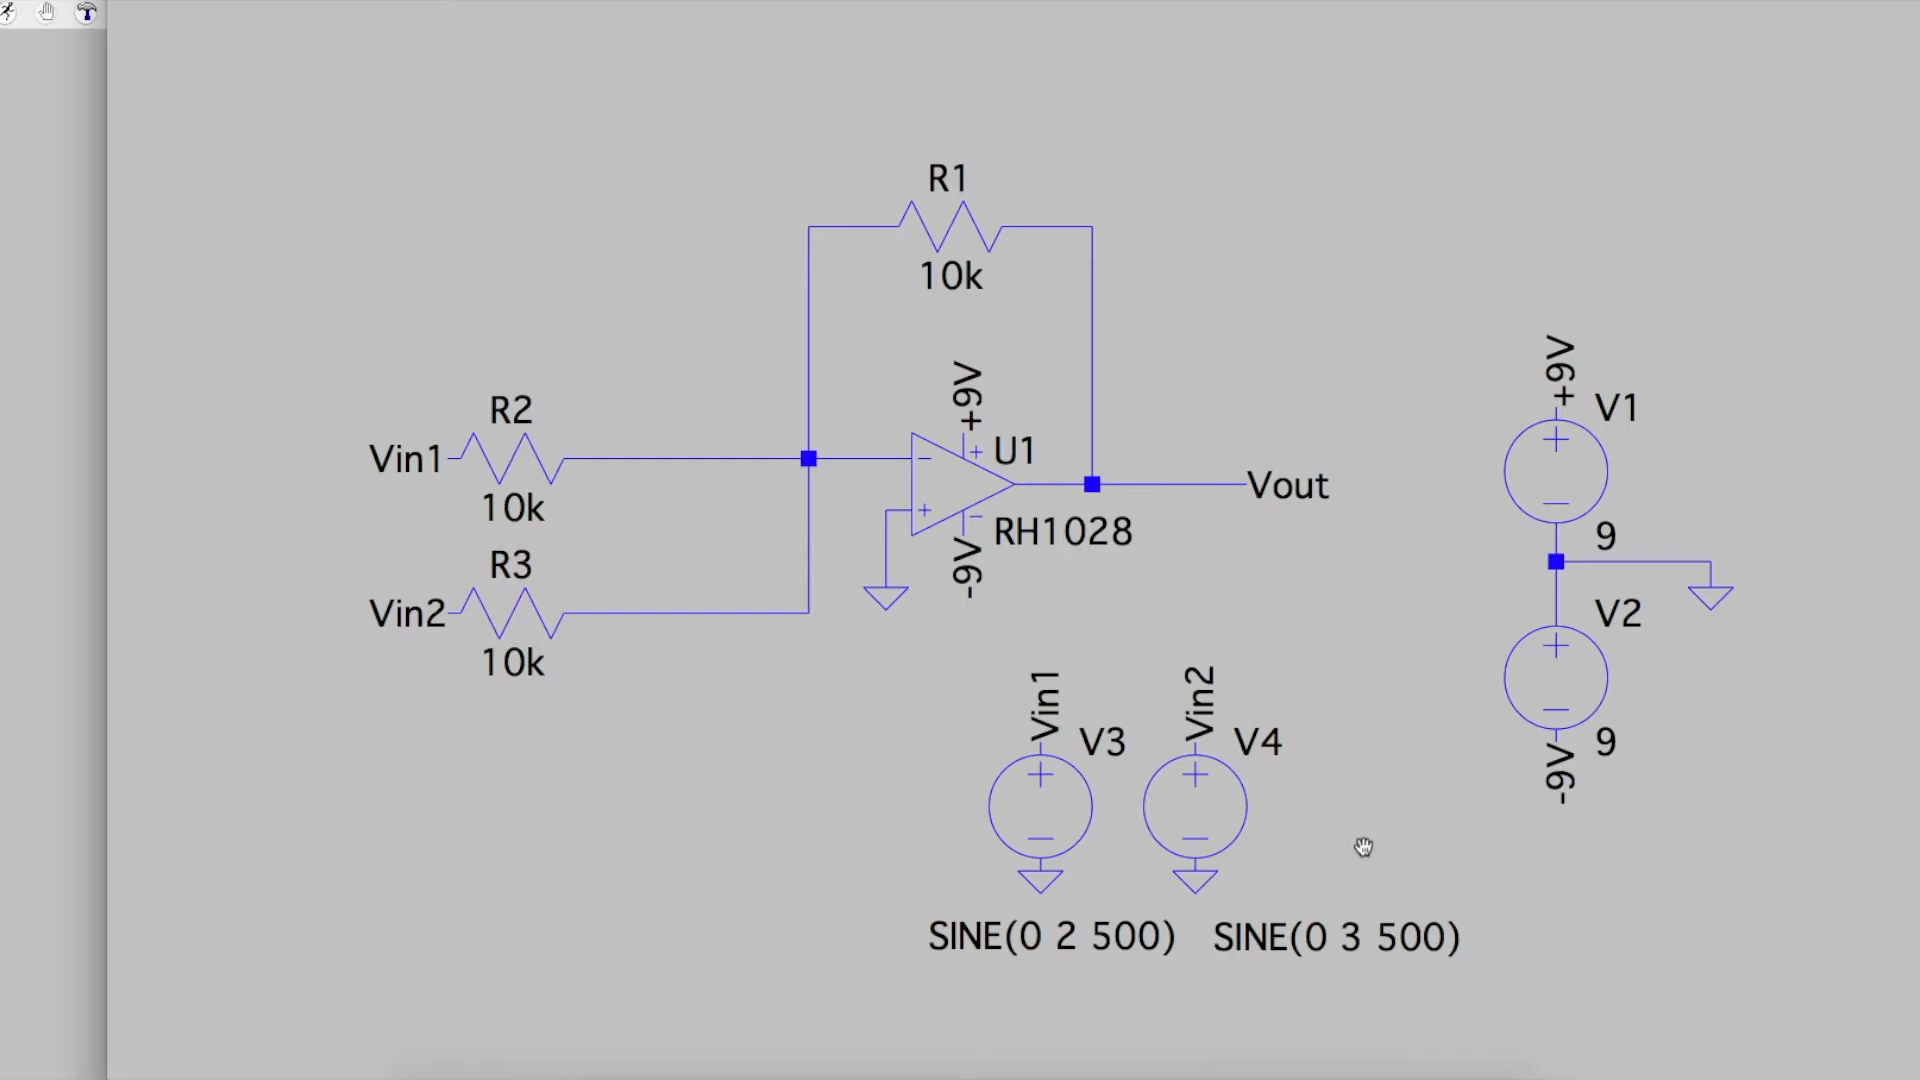 R1
10k
+9V
+9V
V1
R2
U1
Vin1
Vout
10k
RH1028
9
R3
-9V
Vin2
V2
10k
Vin1
Vin2
V3
V4
9
-9V
SINE(0 2 500)
SINE(0 3 500)